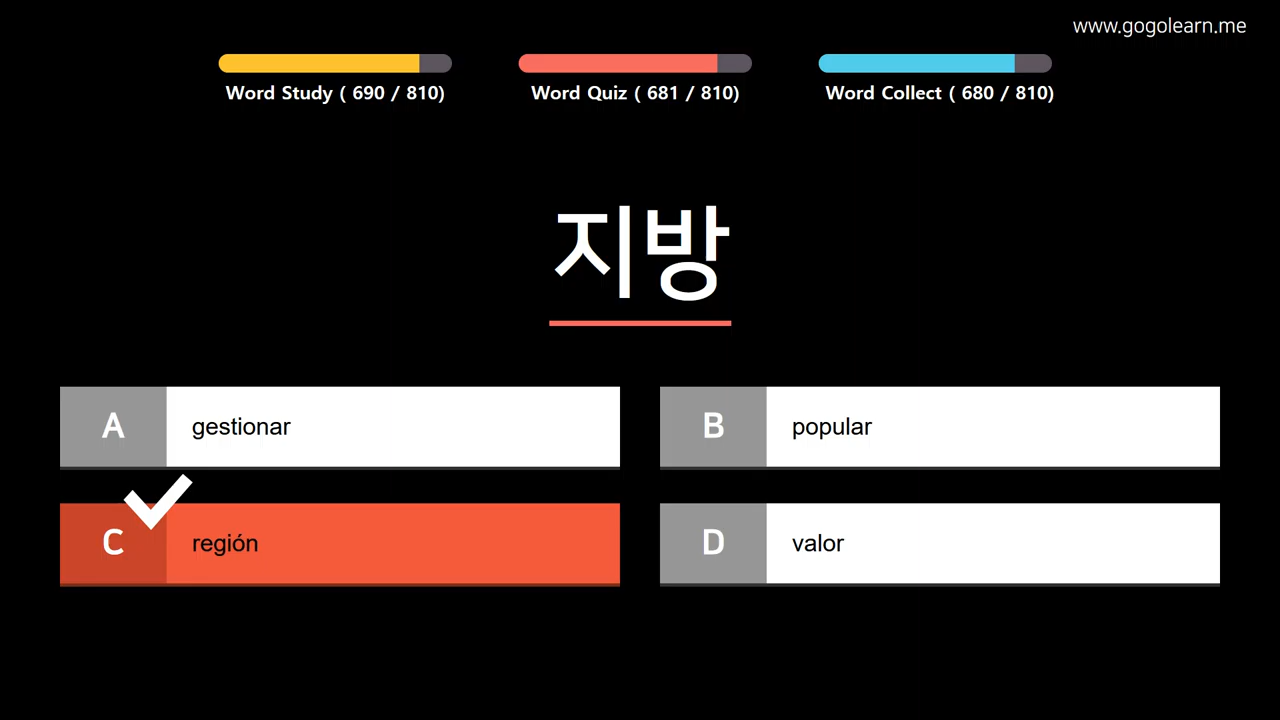 www.gogolearn.me
Word Study ( 690 / 810)
Word Quiz ( 681 / 810)
Word Collect ( 680 / 810)
지방
A gestionar
B popular
C región
D valor